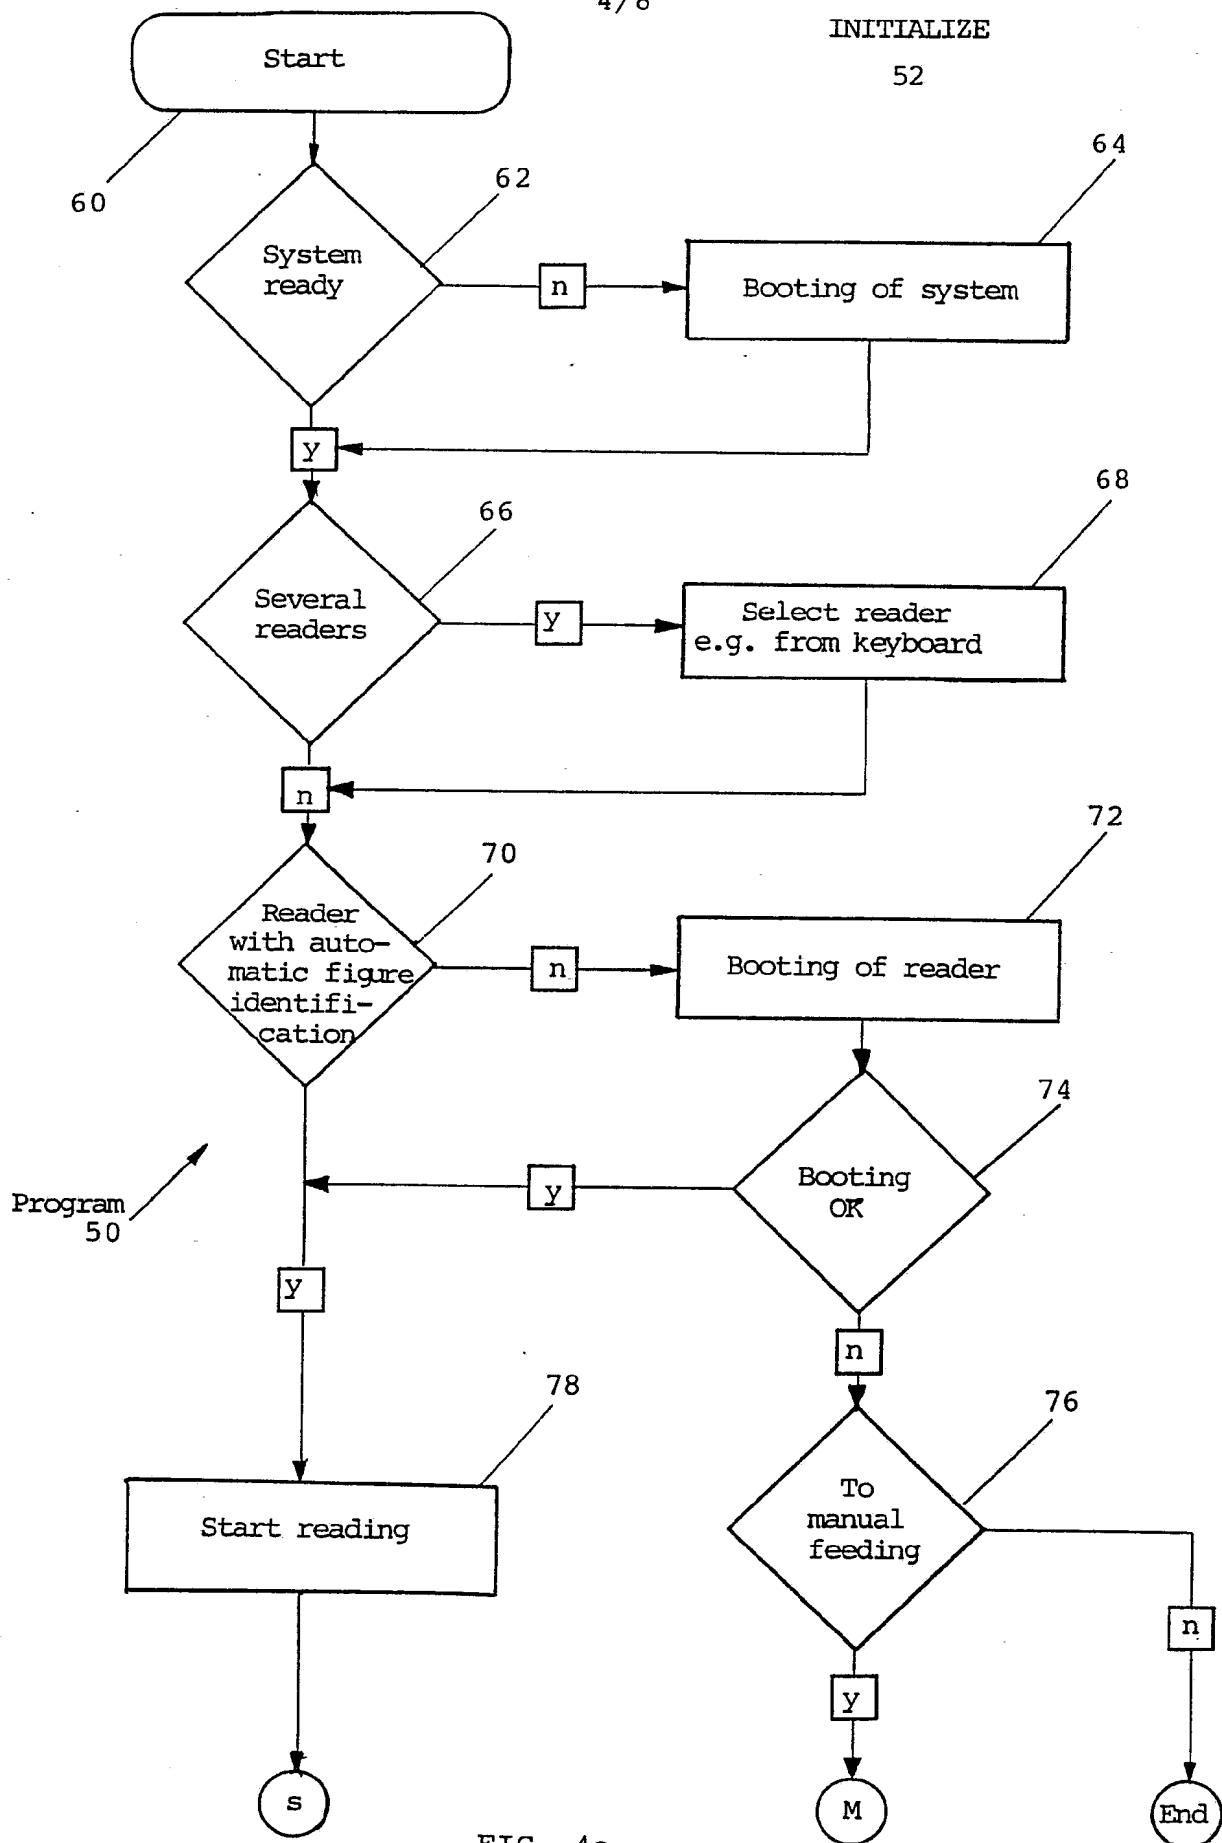 4/8
INITIALIZE
52
Start
60
62
64
System
ready
n
Booting of system
y
66
68
Several
readers
y
Select reader
e.g. from keyboard
n
70
72
Reader
with auto-
matic figure
identifi-
cation
n
Booting of reader
74
Program
50
y
Booting
OK
y
n
78
76
Start reading
To
manual
feeding
n
y
s
M
End